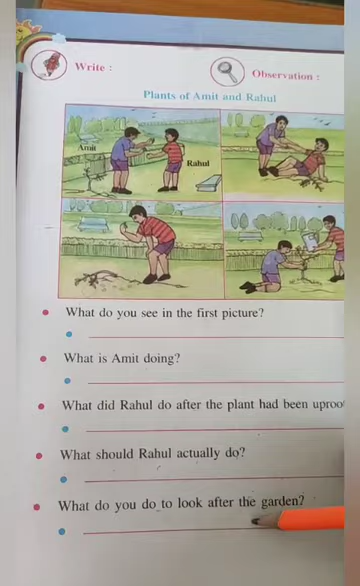 Write :
Observation :
Plants of Amit and Rahul
Amit
Rahul
What do you see in the first picture?
What is Amit doing?
What did Rahul do after the plant had been uproo
What should Rahul actually do?
What do you do to look after the garden?